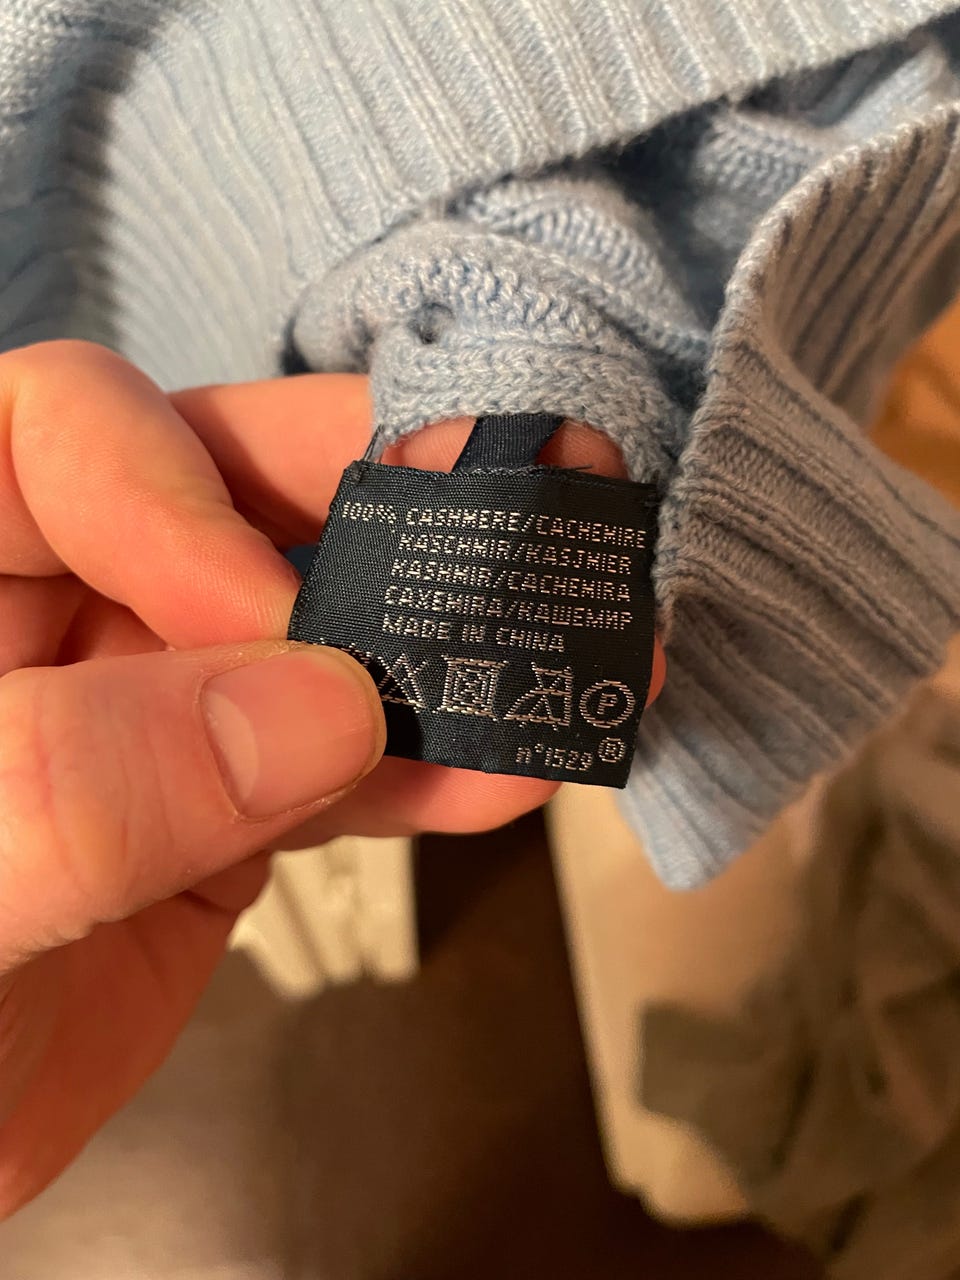 100% CASHMERE/CACHEMIRE
KASCHMIR/KASJMIER
KASHMIR/CACHEMIRA
CAXEMIRA/КАШЕМИР
MADE IN CHINA
P
n°1529®